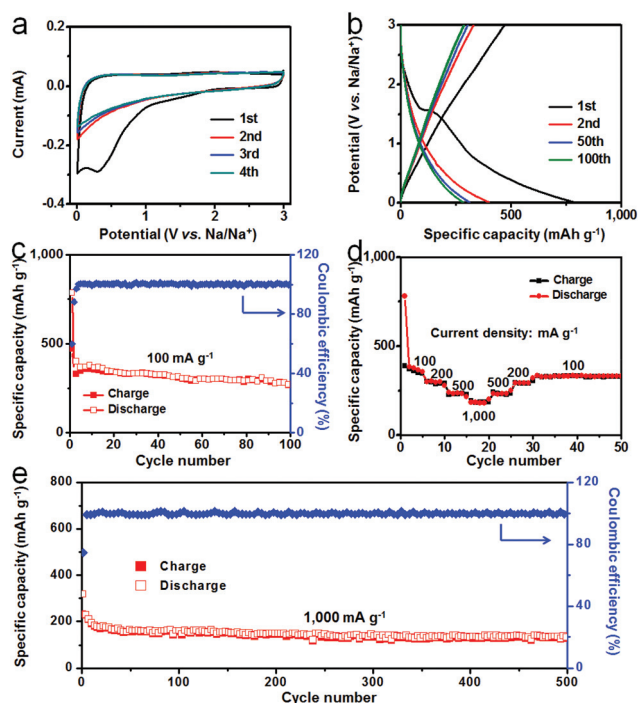 a
Current (mA)
0.3
0.0
-0.2
-0.4
1st
2nd
3rd
4th
0
1
2
3
Potential (V vs. Na/Na⁺)
b
Potential (V vs. Na/Na⁺)
3
2
1
0
1st
2nd
50th
100th
0
500
1,000
Specific capacity (mAh g⁻¹)
c
Specific capacity (mAh g⁻¹)
1,000
500
0
100 mA g⁻¹
Charge
Discharge
120
80
40
0
Coulombic efficiency (%)
0 20 40 60 80 100
Cycle number
d
Specific capacity (mAh g⁻¹)
1,000
500
0
Charge
Discharge
Current density: mA g⁻¹
100
200
500
1,000
500
200
100
0 10 20 30 40 50
Cycle number
e
Specific capacity (mAh g⁻¹)
800
600
400
200
0
Charge
Discharge
1,000 mA g⁻¹
120
80
40
0
Coulombic efficiency (%)
0 100 200 300 400 500
Cycle number